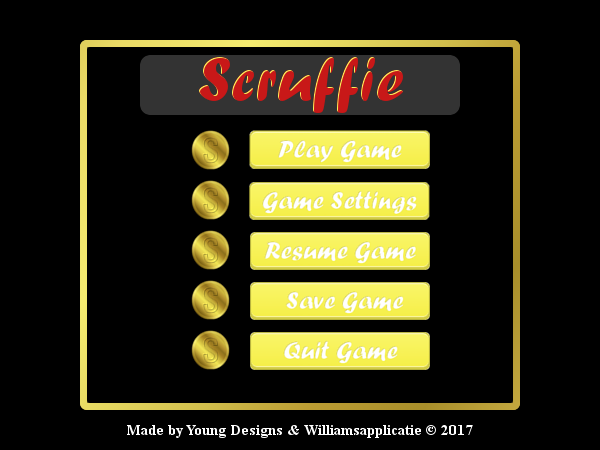 Scruffie
S Play Game
S Game Settings
S Resume Game
S Save Game
S Quit Game
Made by Young Designs & Williamsapplicatie © 2017